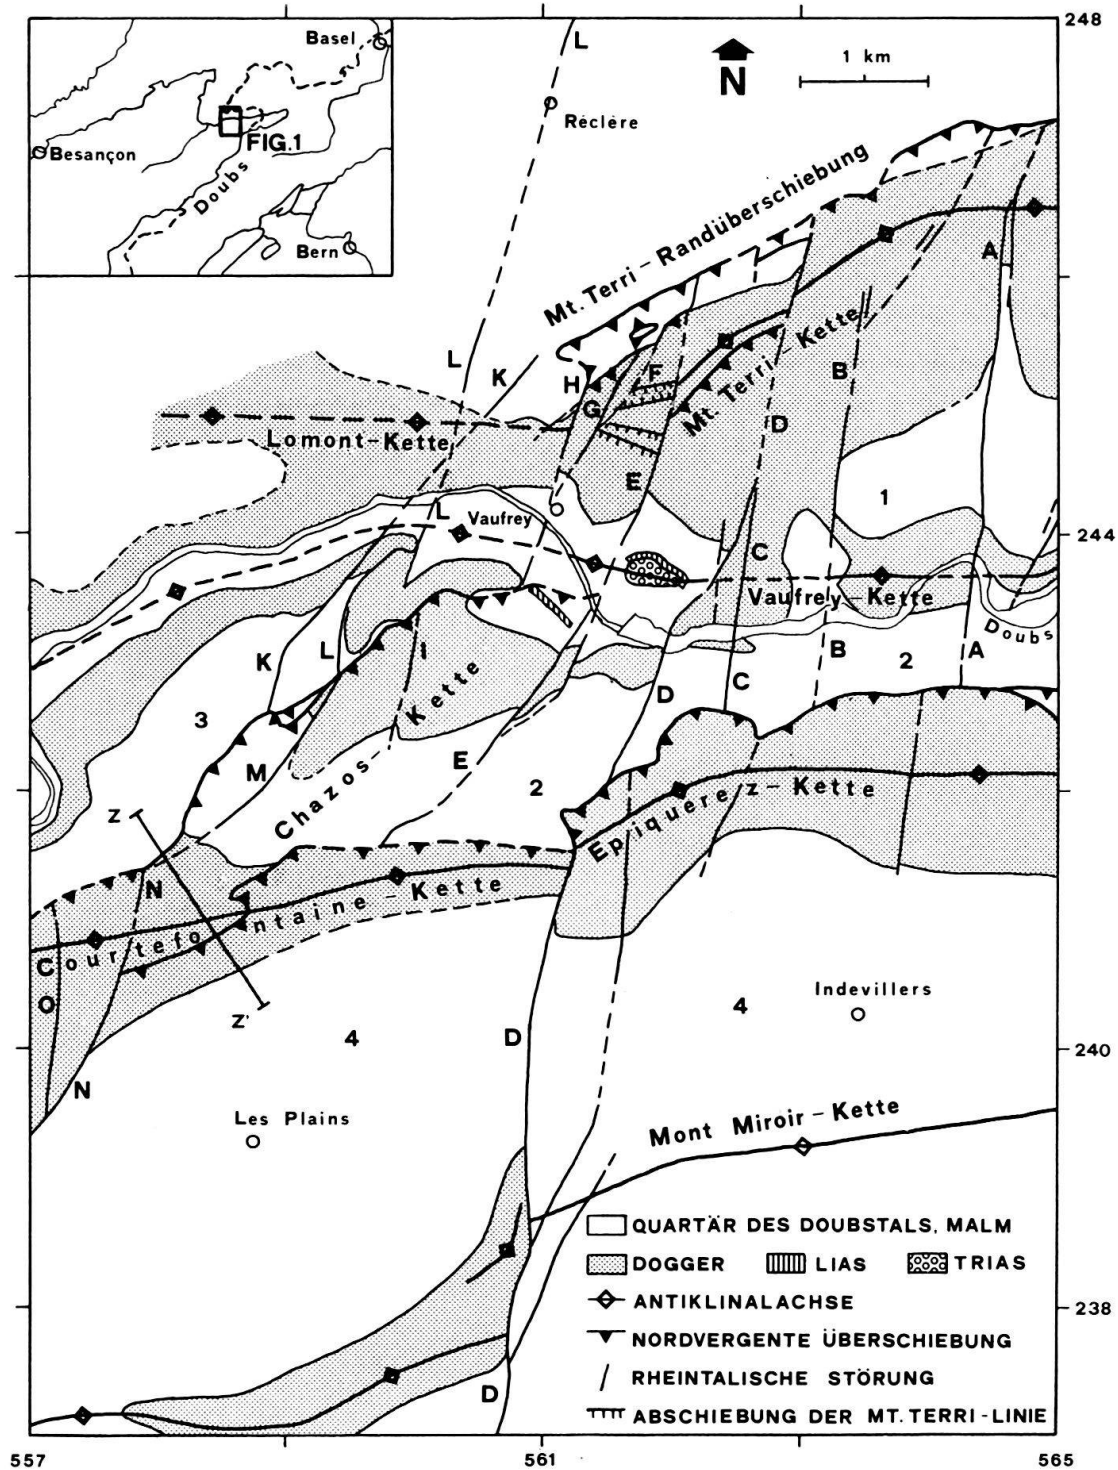 248
Basel
L
1 km
N
Réclére
Besançon
FIG.1
Doubs
Bern
Mt. Terri-Randüberschiebung
A
L
K
H
F
G
Mt. Terri-Kette
B
D
Lomont-Kette
E
1
L
Vaufrey
244
C
Vaufrey-Kette
Doubs
K
L
1
Kette
B
2
A
D
C
3
M
E
2
Chazos-
Z
Epiquerez-Kette
N
Courtefontaine-Kette
O
Z'
Indevillers
4
D
4
240
N
Les Plains
Mont Miroir-Kette
QUARTÄR DES DOUBSTALS, MALM
DOGGER LIAS TRIAS
ANTIKLINALACHSE
238
NORDVERGENTE ÜBERSCHIEBUNG
RHEINTALISCHE STÖRUNG
D
ABSCHIEBUNG DER MT. TERRI-LINIE
557 561 565